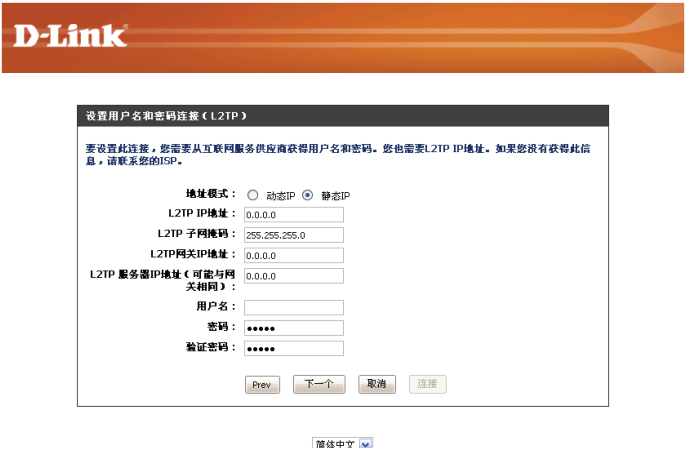 D-Link
设置用户名和密码连接（L2TP）
要设置此连接，您需要从互联网服务供应商获得用户名和密码。您也需要L2TP IP地址。如果您没有获得此信
息，请联系您的ISP。
地址模式： 动态IP 静态IP
L2TP IP地址： 0.0.0.0
L2TP 子网掩码： 255.255.255.0
L2TP网关IP地址： 0.0.0.0
L2TP 服务器IP地址（可能与网 0.0.0.0
关相同）：
用户名：
密码： •••••
验证密码： •••••
Prev 下一个 取消 连接
简体中文